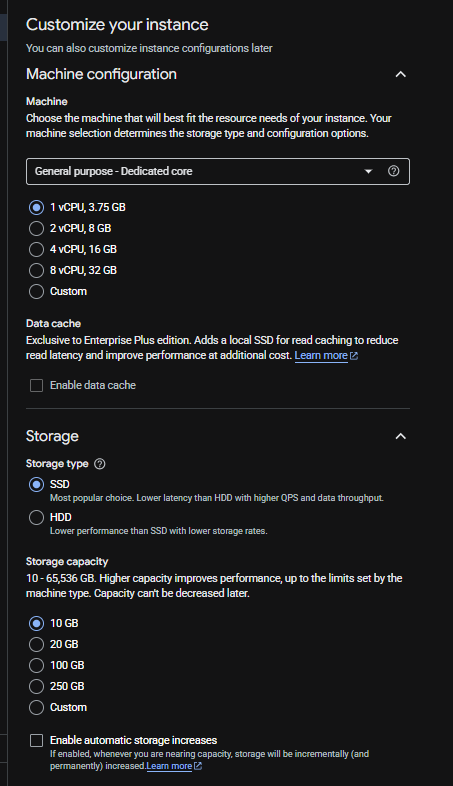 Customize your instance
You can also customize instance configurations later
Machine configuration
Machine
Choose the machine that will best fit the resource needs of your instance. Your
machine selection determines the storage type and configuration options.
General purpose - Dedicated core
1 vCPU, 3.75 GB
2 vCPU, 8 GB
4 vCPU, 16 GB
8 vCPU, 32 GB
Custom
Data cache
Exclusive to Enterprise Plus edition. Adds a local SSD for read caching to reduce
read latency and improve performance at additional cost. Learn more
Enable data cache
Storage
Storage type
SSD
Most popular choice. Lower latency than HDD with higher QPS and data throughput.
HDD
Lower performance than SSD with lower storage rates.
Storage capacity
10 - 65,536 GB. Higher capacity improves performance, up to the limits set by the
machine type. Capacity can't be decreased later.
10 GB
20 GB
100 GB
250 GB
Custom
Enable automatic storage increases
If enabled, whenever you are nearing capacity, storage will be incrementally (and
permanently) increased.Learn more